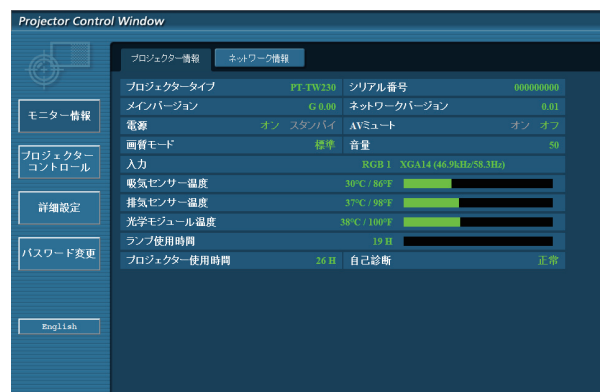 Projector Control Window
プロジェクター情報 ネットワーク情報
プロジェクタータイプ PT-TW230 シリアル番号 000000000
メインバージョン G 0.00 ネットワークバージョン 0.01
電源 オン スタンバイ AVミュート オン オフ
画質モード 標準 音量 50
入力 RGB 1 XGA14 (46.9kHz/58.3Hz)
吸気センサー温度 30°C / 86°F
排気センサー温度 37°C / 98°F
光学モジュール温度 38°C / 100°F
ランプ使用時間 19 H
プロジェクター使用時間 26 H 自己診断 正常
モニター情報
プロジェクター
コントロール
詳細設定
パスワード変更
English